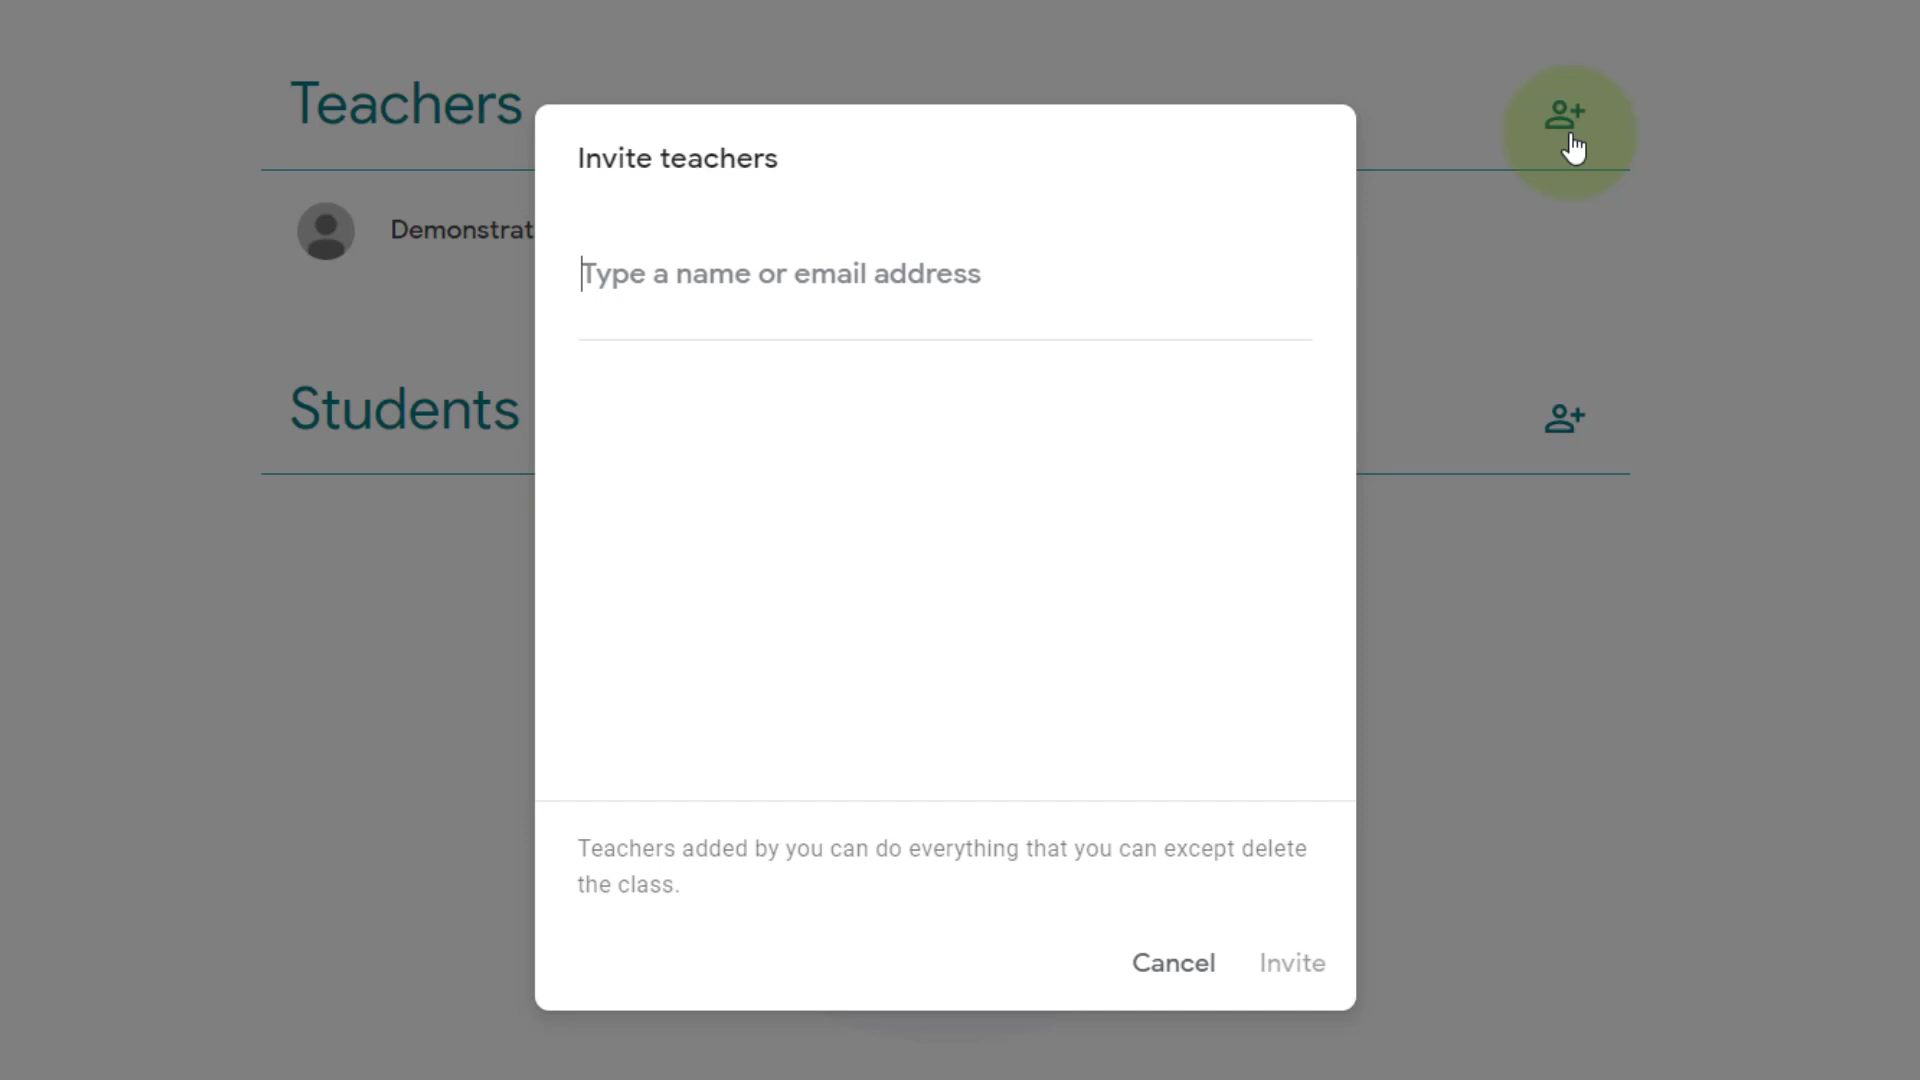 Teachers
Invite teachers
Demonstrat
Type a name or email address
Students
Teachers added by you can do everything that you can except delete
the class.
Cancel Invite